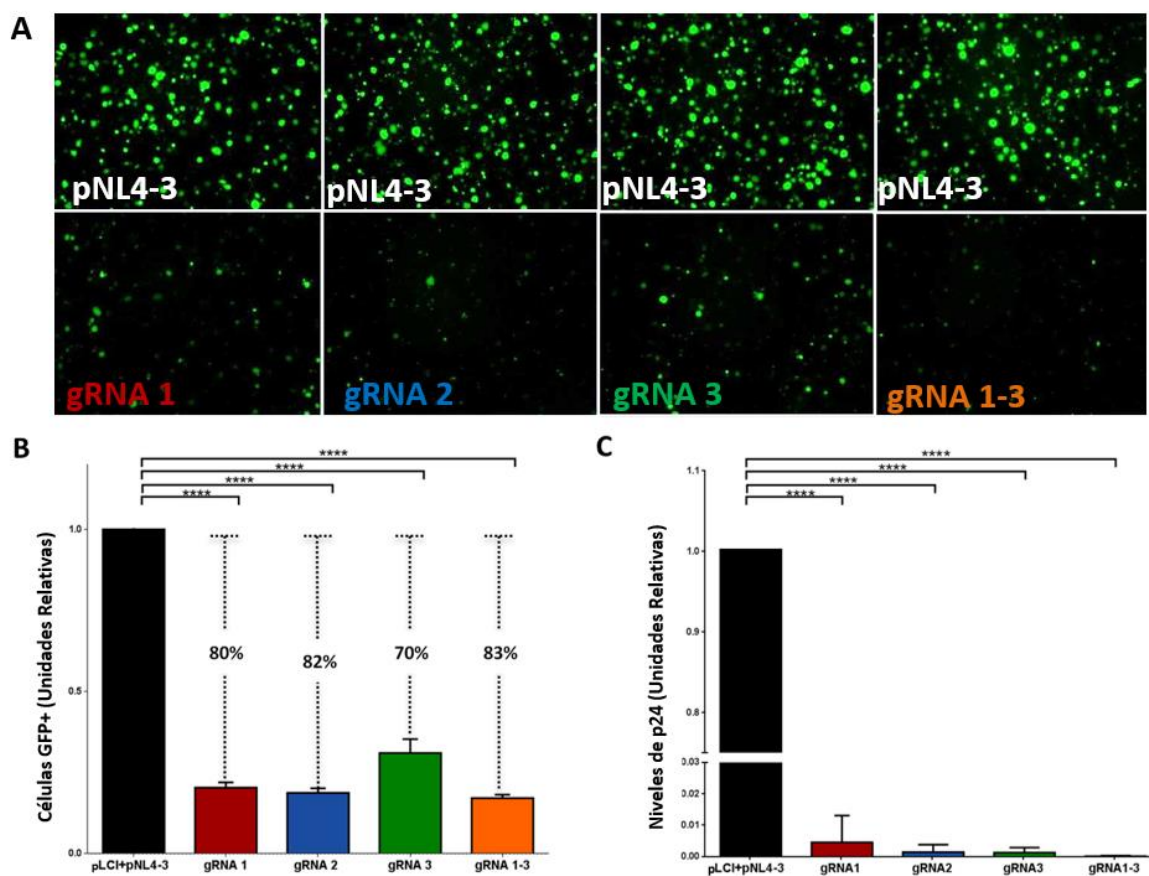 A
pNL4-3
pNL4-3
pNL4-3
pNL4-3
gRNA 1
gRNA 2
gRNA 3
gRNA 1-3
B
****
****
****
****
Células GFP+ (Unidades Relativas)
1.0
0.5
0.0
80%
82%
70%
83%
pLCI+pNL4-3
gRNA 1
gRNA 2
gRNA 3
gRNA 1-3
C
****
****
****
****
Niveles de p24 (Unidades Relativas)
1.1
1.0
0.9
0.8
0.03
0.02
0.01
0.00
pLCI+pNL4-3
gRNA1
gRNA2
gRNA3
gRNA1-3